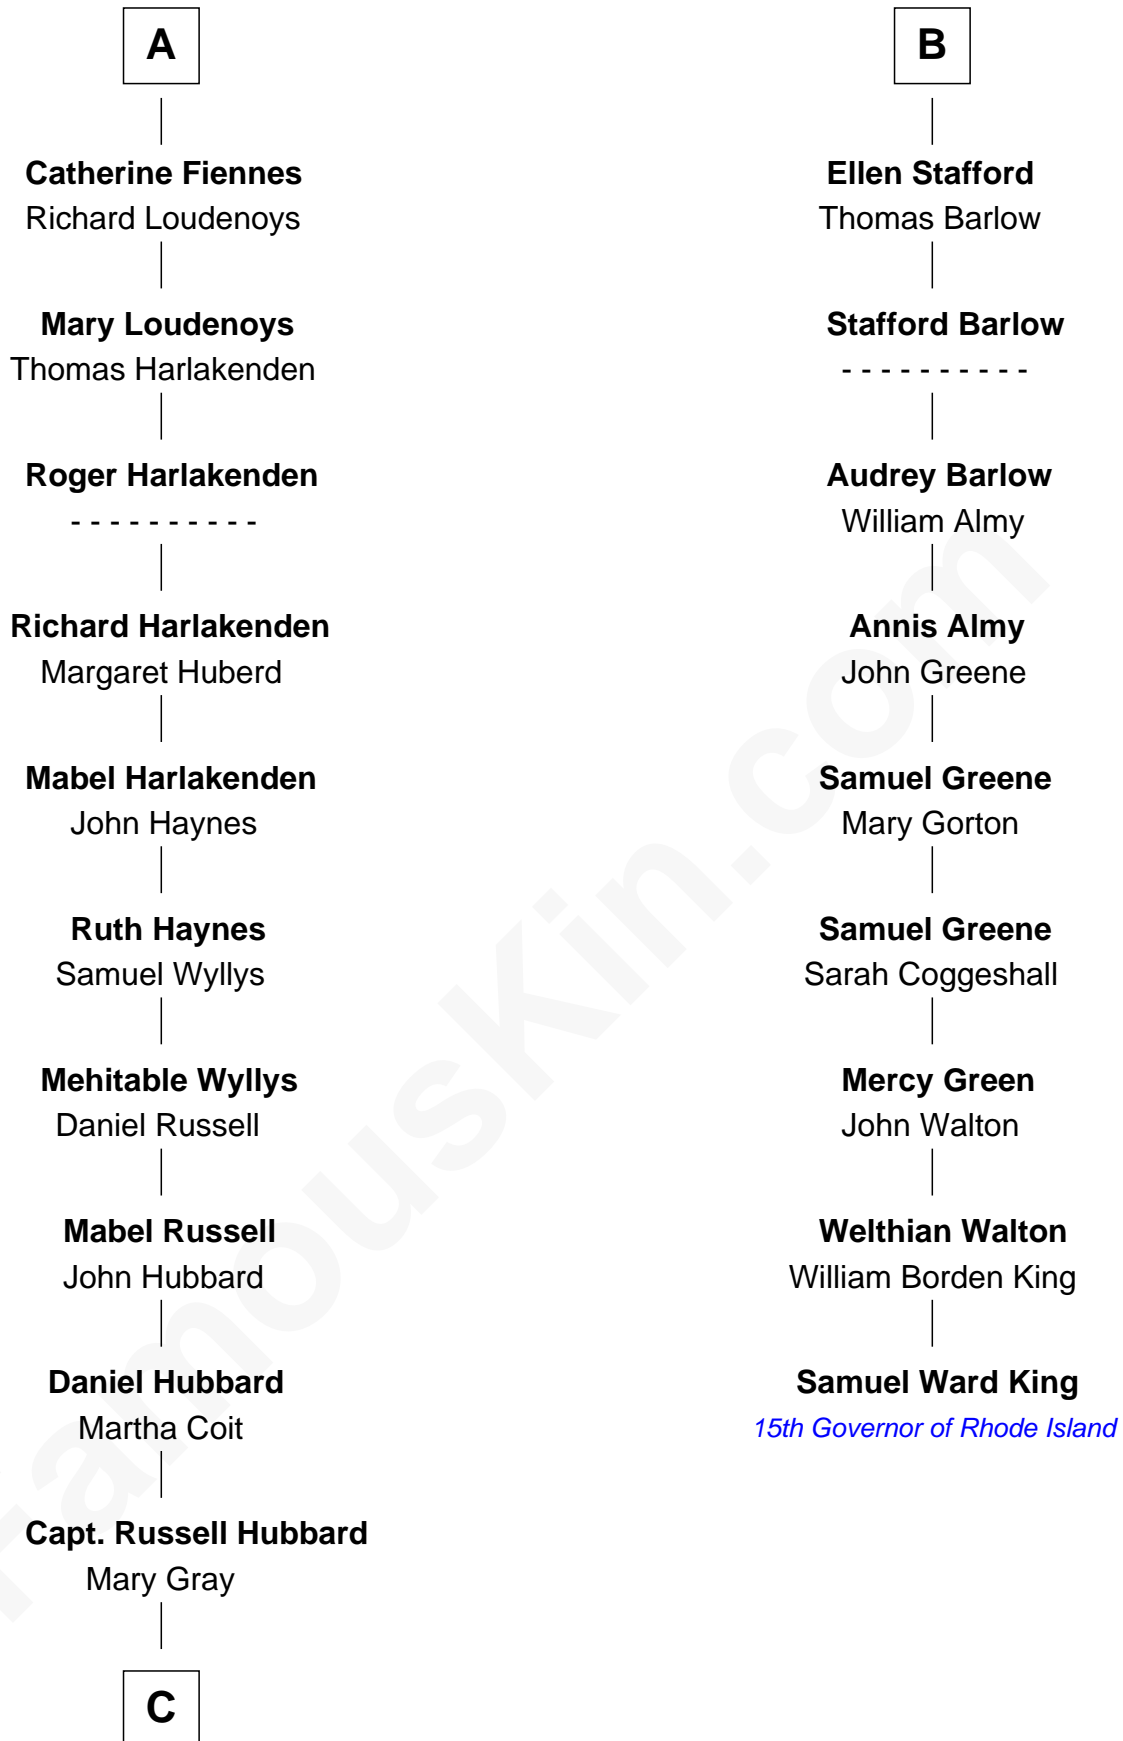 A
Catherine Fiennes
Richard Loudenoys
Mary Loudenoys
Thomas Harlakenden
Roger Harlakenden
- - - - - - - - - -
Richard Harlakenden
Margaret Huberd
Mabel Harlakenden
John Haynes
Ruth Haynes
Samuel Wyllys
Mehitable Wyllys
Daniel Russell
Mabel Russell
John Hubbard
Daniel Hubbard
Martha Coit
Capt. Russell Hubbard
Mary Gray
C
B
Ellen Stafford
Thomas Barlow
Stafford Barlow
- - - - - - - - - -
Audrey Barlow
William Almy
Annis Almy
John Greene
Samuel Greene
Mary Gorton
Samuel Greene
Sarah Coggeshall
Mercy Green
John Walton
Welthian Walton
William Borden King
Samuel Ward King
15th Governor of Rhode Island
FamousKin.com